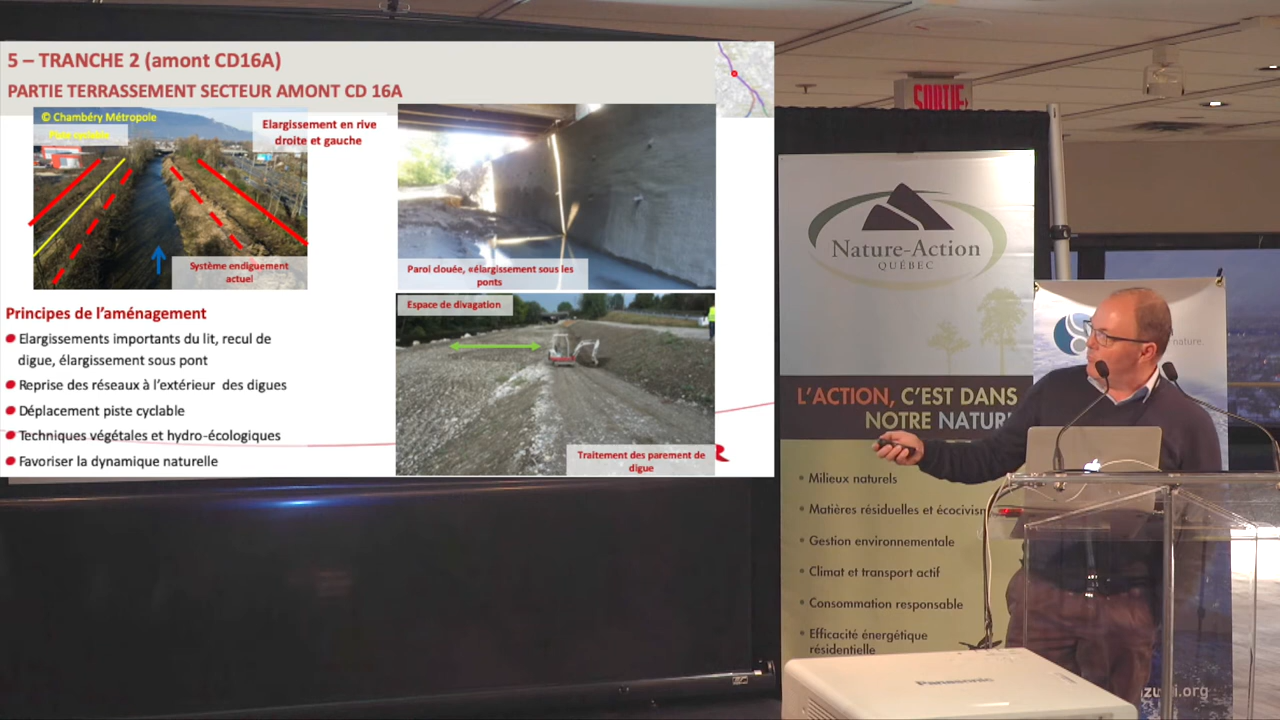 5 – TRANCHE 2 (amont CD16A)
PARTIE TERRASSEMENT SECTEUR AMONT CD 16A
© Chambéry Métropole
Piste cyclable
Elargissement en rive
droite et gauche
Système endiguement
actuel
Paroi clouée, «élargissement sous les
ponts
Espace de divagation
Traitement des parement de
digue
Principes de l'aménagement
Elargissements importants du lit, recul de
digue, élargissement sous pont
Reprise des réseaux à l'extérieur des digues
Déplacement piste cyclable
Techniques végétales et hydro-écologiques
Favoriser la dynamique naturelle
SORTIE
Nature-Action
QUÉBEC
L'ACTION, C'EST DANS
NOTRE NATUR
• Milieux naturels
• Matières résiduelles et écocivism
• Gestion environnementale
• Climat et transport actif
• Consommation responsable
• Efficacité énergétique
résidentielle
nature.
.org
Panasonic